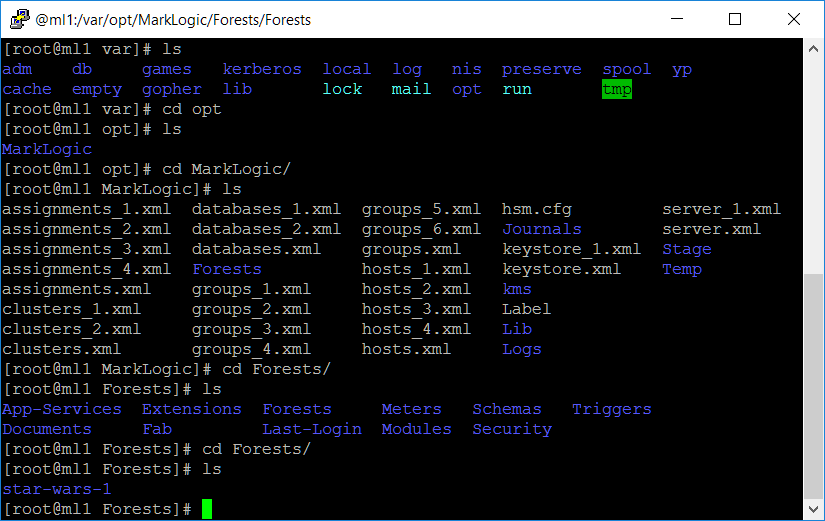 @ml1:/var/opt/MarkLogic/Forests/Forests
[root@ml1 var]# ls
adm    db     games   kerberos  local  log   nis  preserve  spool  yp
cache  empty  gopher  lib       lock   mail  opt  run       tmp
[root@ml1 var]# cd opt
[root@ml1 opt]# ls
MarkLogic
[root@ml1 opt]# cd MarkLogic/
[root@ml1 MarkLogic]# ls
assignments_1.xml  databases_1.xml  groups_5.xml  hsm.cfg         server_1.xml
assignments_2.xml  databases_2.xml  groups_6.xml  Journals        server.xml
assignments_3.xml  databases.xml    groups.xml    keystore_1.xml  Stage
assignments_4.xml  Forests          hosts_1.xml   keystore.xml    Temp
assignments.xml    groups_1.xml     hosts_2.xml   kms
clusters_1.xml     groups_2.xml     hosts_3.xml   Label
clusters_2.xml     groups_3.xml     hosts_4.xml   Lib
clusters.xml       groups_4.xml     hosts.xml     Logs
[root@ml1 MarkLogic]# cd Forests/
[root@ml1 Forests]# ls
App-Services  Extensions  Forests     Meters   Schemas   Triggers
Documents     Fab         Last-Login  Modules  Security
[root@ml1 Forests]# cd Forests/
[root@ml1 Forests]# ls
star-wars-1
[root@ml1 Forests]#